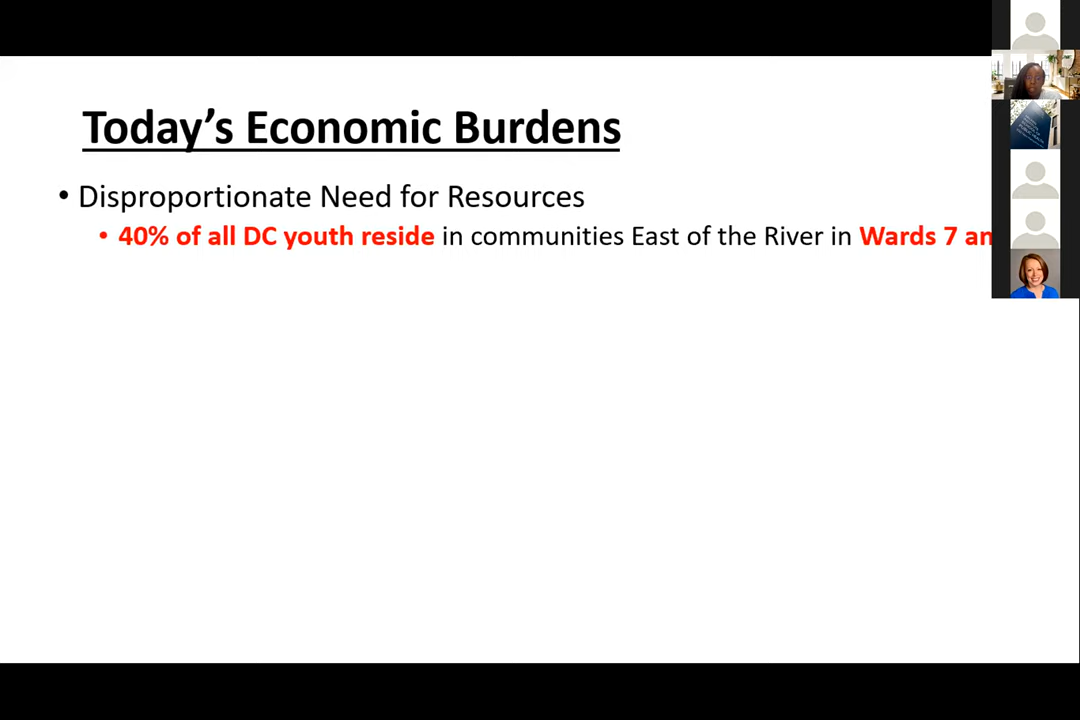 Today's Economic Burdens
• Disproportionate Need for Resources
• 40% of all DC youth reside in communities East of the River in Wards 7 an